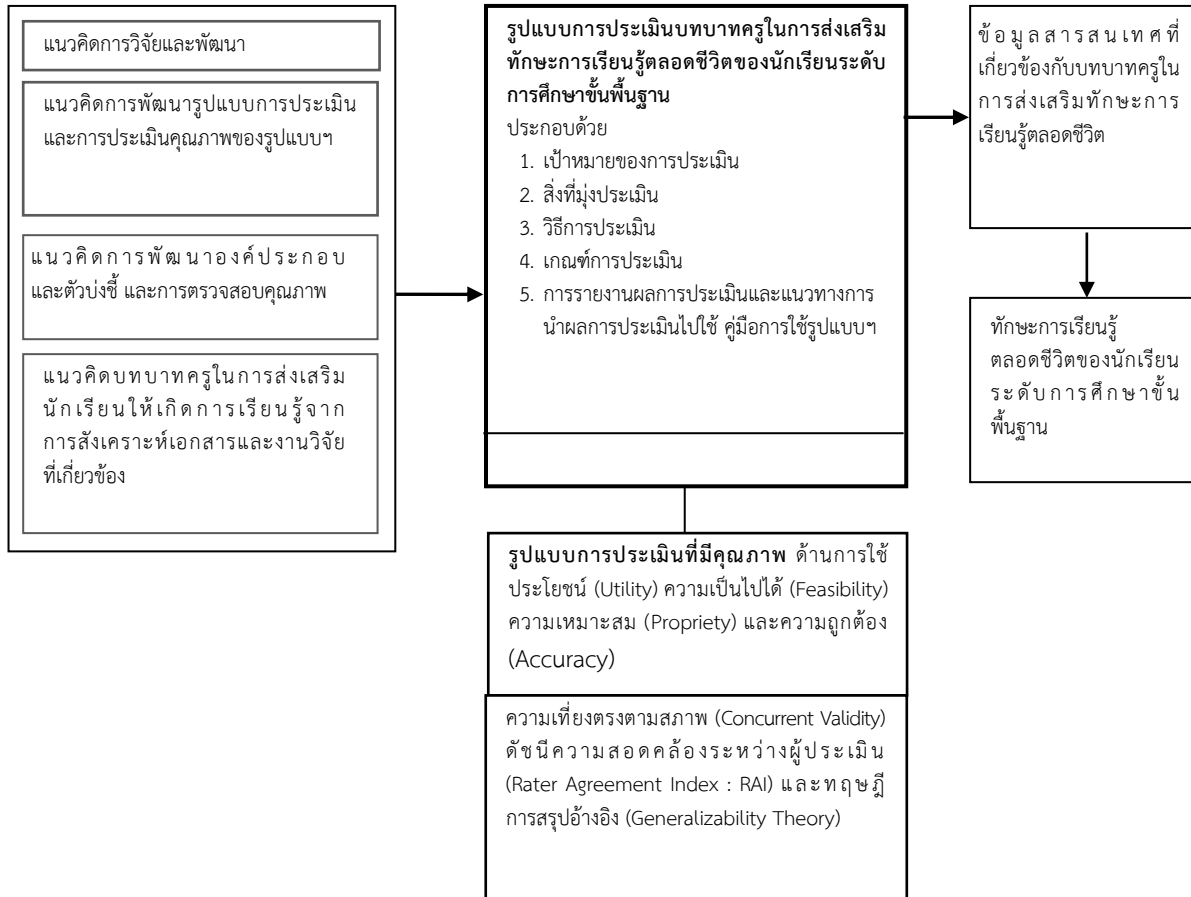 แนวคิดการวิจัยและพัฒนา
แนวคิดการพัฒนารูปแบบการประเมิน
และการประเมินคุณภาพของรูปแบบฯ
แนวคิดการพัฒนาองค์ประกอบ
และตัวบ่งชี้ และการตรวจสอบคุณภาพ
แนวคิดบทบาทครูในการส่งเสริม
นักเรียนให้เกิดการเรียนรู้จาก
การสังเคราะห์เอกสารและงานวิจัย
ที่เกี่ยวข้อง
รูปแบบการประเมินบทบาทครูในการส่งเสริม
ทักษะการเรียนรู้ตลอดชีวิตของนักเรียนระดับ
การศึกษาขั้นพื้นฐาน
ประกอบด้วย
1. เป้าหมายของการประเมิน
2. สิ่งที่มุ่งประเมิน
3. วิธีการประเมิน
4. เกณฑ์การประเมิน
5. การรายงานผลการประเมินและแนวทางการ
นำผลการประเมินไปใช้ คู่มือการใช้รูปแบบฯ
รูปแบบการประเมินที่มีคุณภาพ ด้านการใช้
ประโยชน์ (Utility) ความเป็นไปได้ (Feasibility)
ความเหมาะสม (Propriety) และความถูกต้อง
(Accuracy)
ความเที่ยงตรงตามสภาพ (Concurrent Validity)
ดัชนีความสอดคล้องระหว่างผู้ประเมิน
(Rater Agreement Index : RAI) และทฤษฎี
การสรุปอ้างอิง (Generalizability Theory)
ข้อมูลสารสนเทศที่
เกี่ยวข้องกับบทบาทครูใน
การส่งเสริมทักษะการ
เรียนรู้ตลอดชีวิต
ทักษะการเรียนรู้
ตลอดชีวิตของนักเรียน
ระดับการศึกษาขั้น
พื้นฐาน